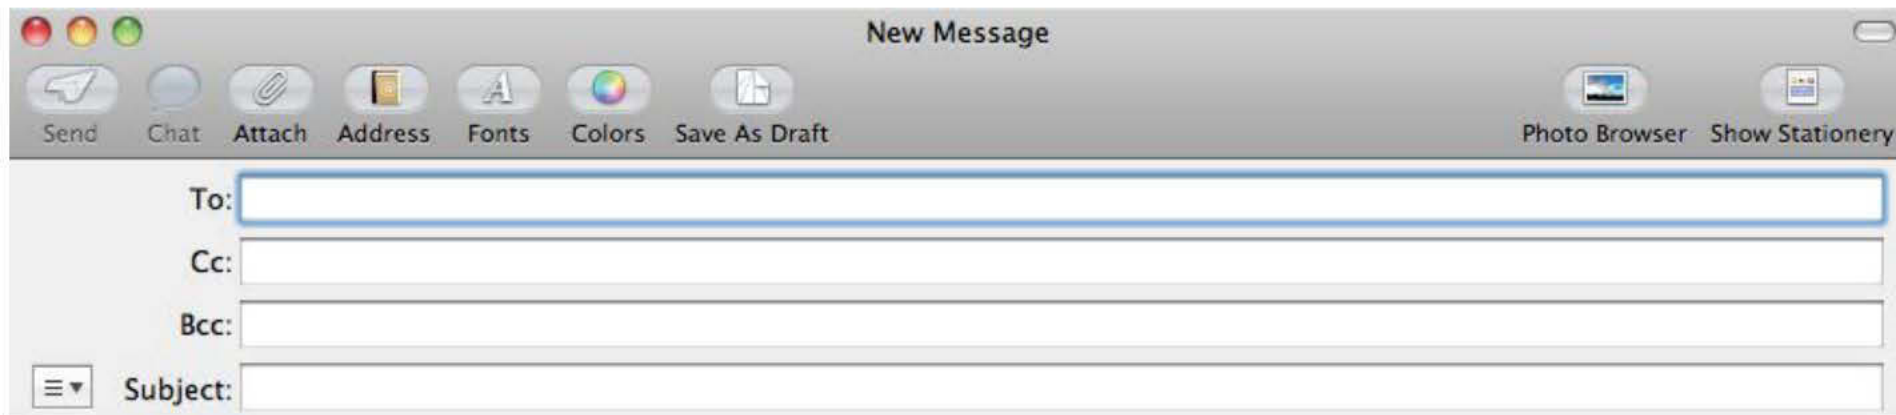 New Message
Send Chat Attach Address Fonts Colors Save As Draft Photo Browser Show Stationery
To:
Cc:
Bcc:
Subject: